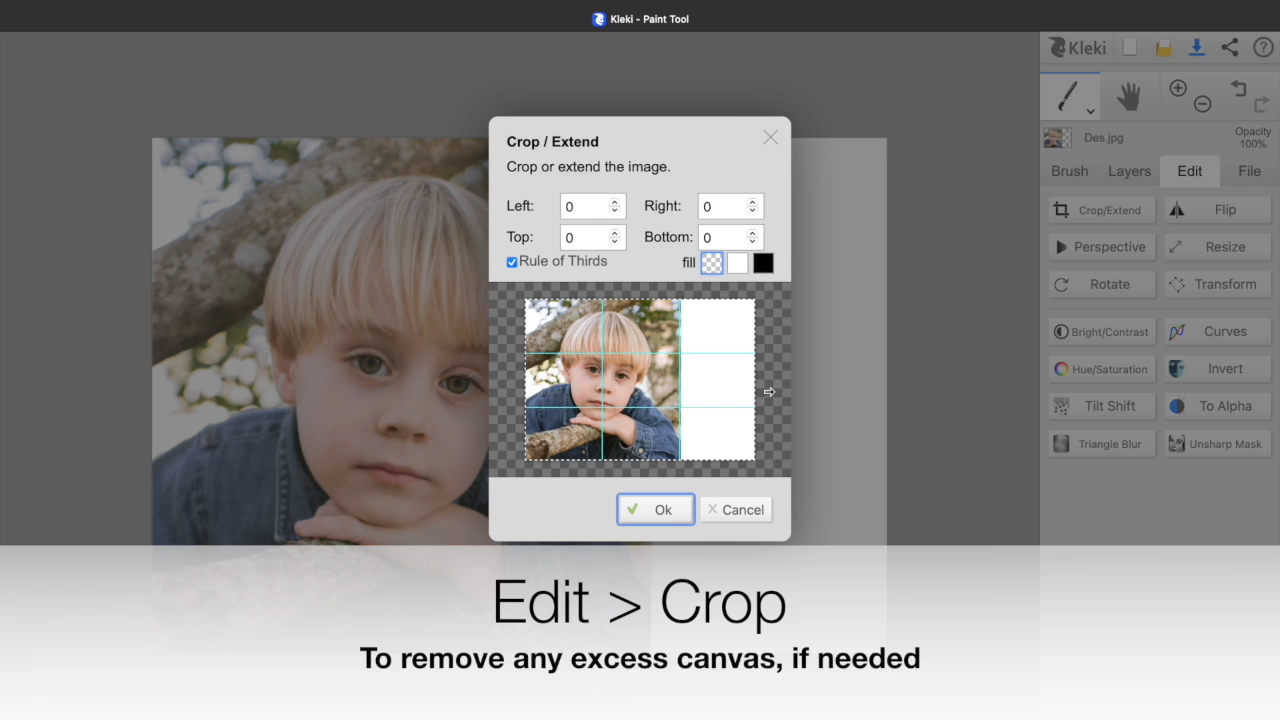 Kleki - Paint Tool
Kleki
Des.jpg
Opacity
100%
Brush
Layers
Edit
File
Crop/Extend
Flip
Perspective
Resize
Rotate
Transform
Bright/Contrast
Curves
Hue/Saturation
Invert
Tilt Shift
To Alpha
Triangle Blur
Unsharp Mask
Crop / Extend
Crop or extend the image.
Left: 0 Right: 0
Top: 0 Bottom: 0
Rule of Thirds fill
Ok Cancel
Edit > Crop
To remove any excess canvas, if needed